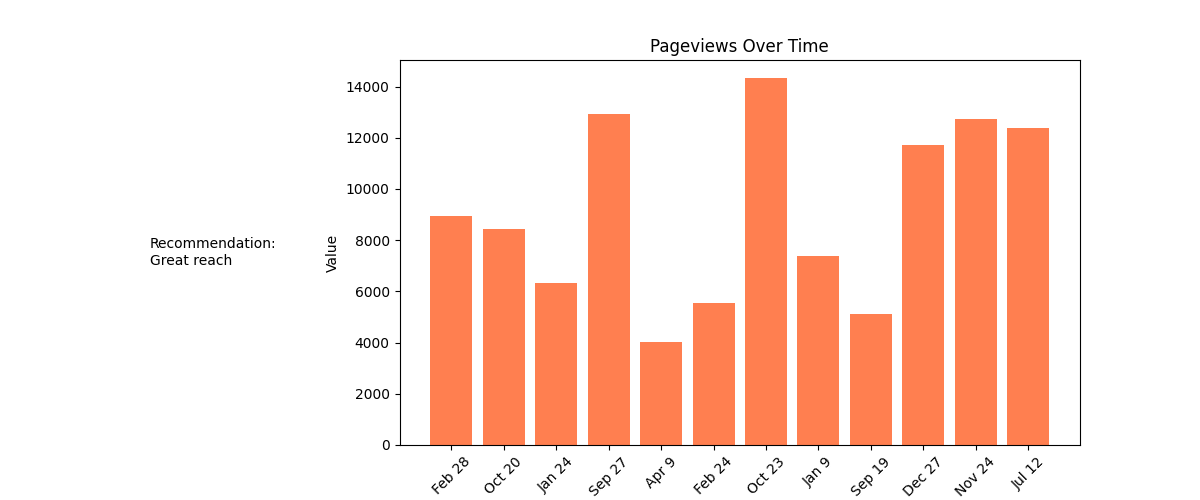 Pageviews Over Time
Recommendation:
Great reach
Value
14000
12000
10000
8000
6000
4000
2000
0
Feb 28
Oct 20
Jan 24
Sep 27
Apr 9
Feb 24
Oct 23
Jan 9
Sep 19
Dec 27
Nov 24
Jul 12